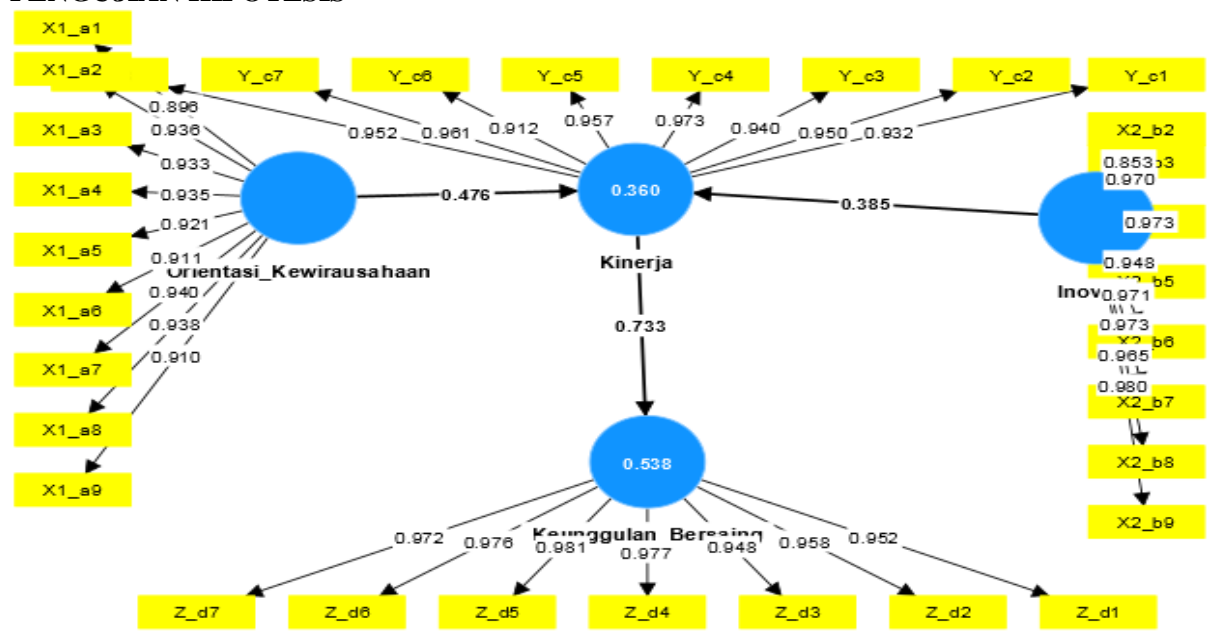 X1_a1
X1_a2
Y_c7
Y_c6
Y_c5
Y_c4
Y_c3
Y_c2
Y_c1
0.896
0.936
0.952
0.961
0.912
0.957
0.973
0.940
0.950
0.932
X1_a3
0.933
X1_a4
0.935
X1_a5
0.921
0.911
X1_a6
0.940
X1_a7
0.938
0.910
X1_a8
X1_a9
Orientasi_Kewirausahaan
0.476
0.360
Kinerja
0.385
X2_b2
0.853
0.970
0.973
0.948
0.971
0.973
X2_b6
0.965
0.980
X2_b7
X2_b8
X2_b9
0.733
0.538
Keunggulan_Bersaing
0.972
0.976
0.981
0.977
0.948
0.958
0.952
Z_d7
Z_d6
Z_d5
Z_d4
Z_d3
Z_d2
Z_d1